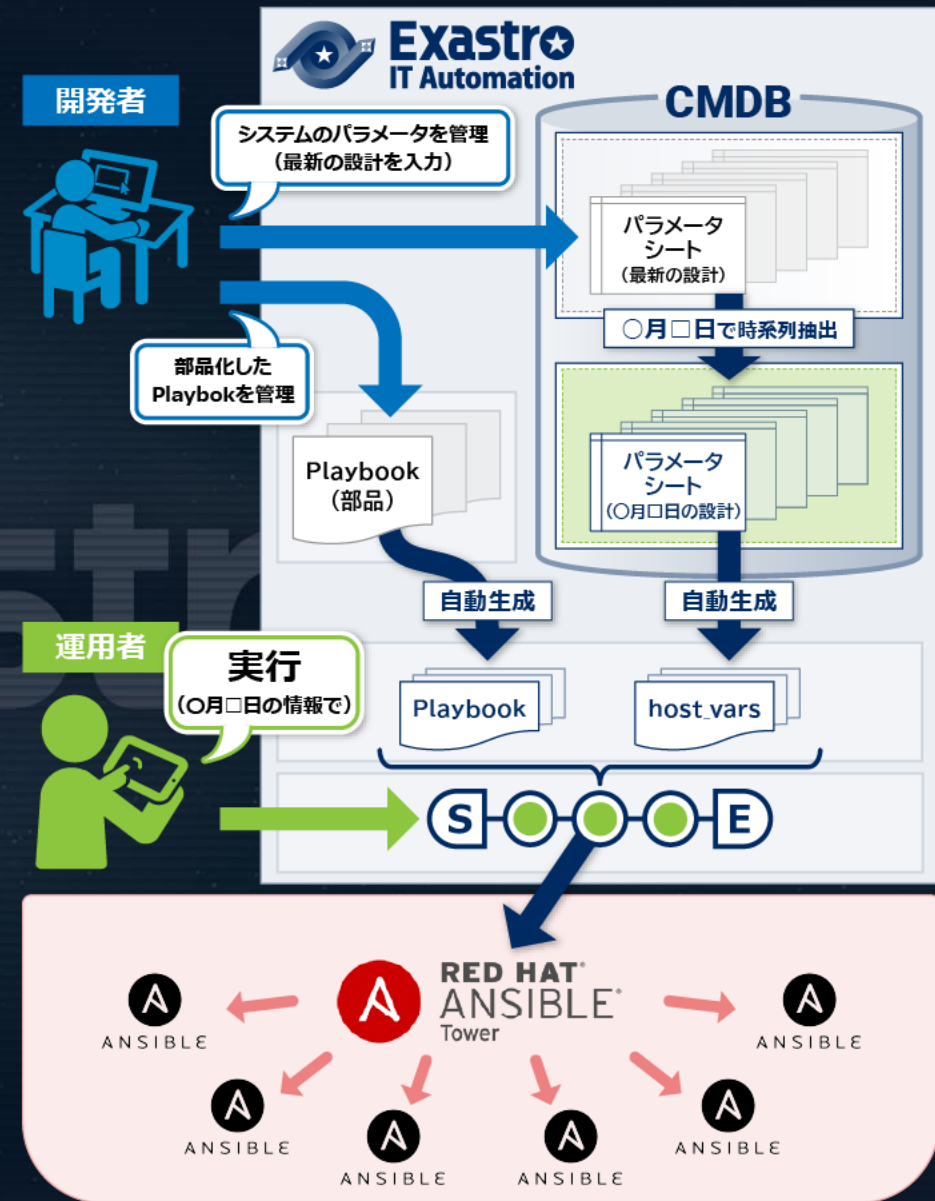 Exastro
IT Automation
開発者
CMDB
システムのパラメータを管理
(最新の設計を入力)
パラメータ
シート
(最新の設計)
〇月□日で時系列抽出
部品化した
Playbokを管理
Playbook
(部品)
パラメータ
シート
(〇月□日の設計)
自動生成
自動生成
運用者
実行
(〇月□日の情報で)
Playbook
host_vars
S
E
RED HAT®
ANSIBLE®
Tower
ANSIBLE
ANSIBLE
ANSIBLE
ANSIBLE
ANSIBLE
ANSIBLE